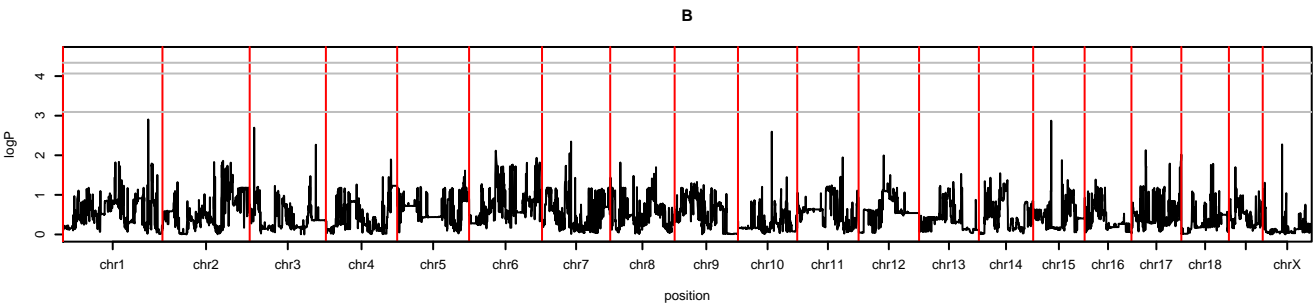 B
logP
4
3
2
1
0
chr1 chr2 chr3 chr4 chr5 chr6 chr7 chr8 chr9 chr10 chr11 chr12 chr13 chr14 chr15 chr16 chr17 chr18 chrX
position